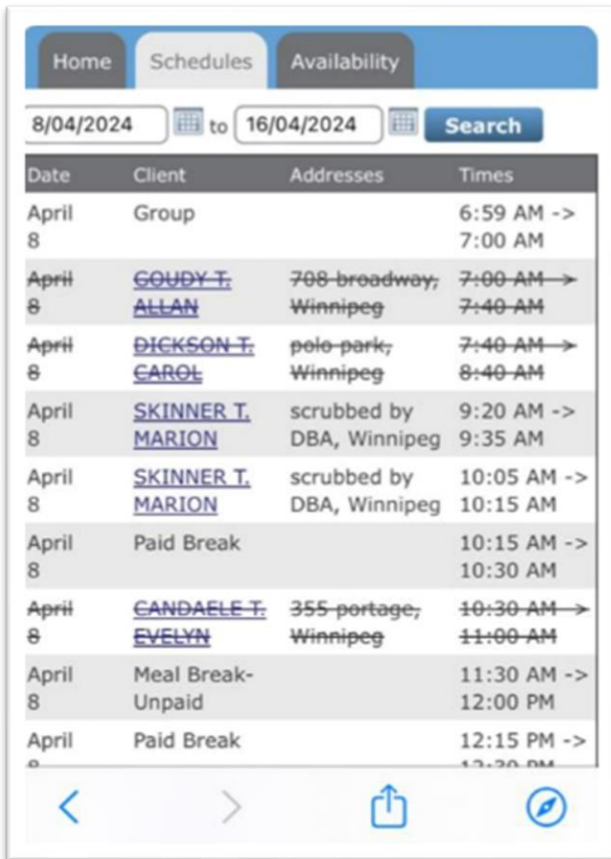 Home Schedules Availability
8/04/2024 to 16/04/2024 Search
Date Client Addresses Times
April Group 6:59 AM ->
8 7:00 AM
April GOUDY T. 708 broadway, 7:00 AM ->
8 ALLAN Winnipeg 7:40 AM
April DICKSON T. polo park, 7:40 AM ->
8 CAROL Winnipeg 8:40 AM
April SKINNER T. scrubbed by 9:20 AM ->
8 MARION DBA, Winnipeg 9:35 AM
April SKINNER T. scrubbed by 10:05 AM ->
8 MARION DBA, Winnipeg 10:15 AM
April Paid Break 10:15 AM ->
8 10:30 AM
April CANDAELE T. 355 portage, 10:30 AM ->
8 EVELYN Winnipeg 11:00 AM
April Meal Break- 11:30 AM ->
8 Unpaid 12:00 PM
April Paid Break 12:15 PM ->
8 12:30 PM